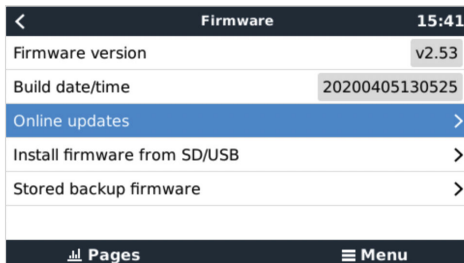 Firmware 15:41
Firmware version v2.53
Build date/time 20200405130525
Online updates
Install firmware from SD/USB
Stored backup firmware
Pages Menu